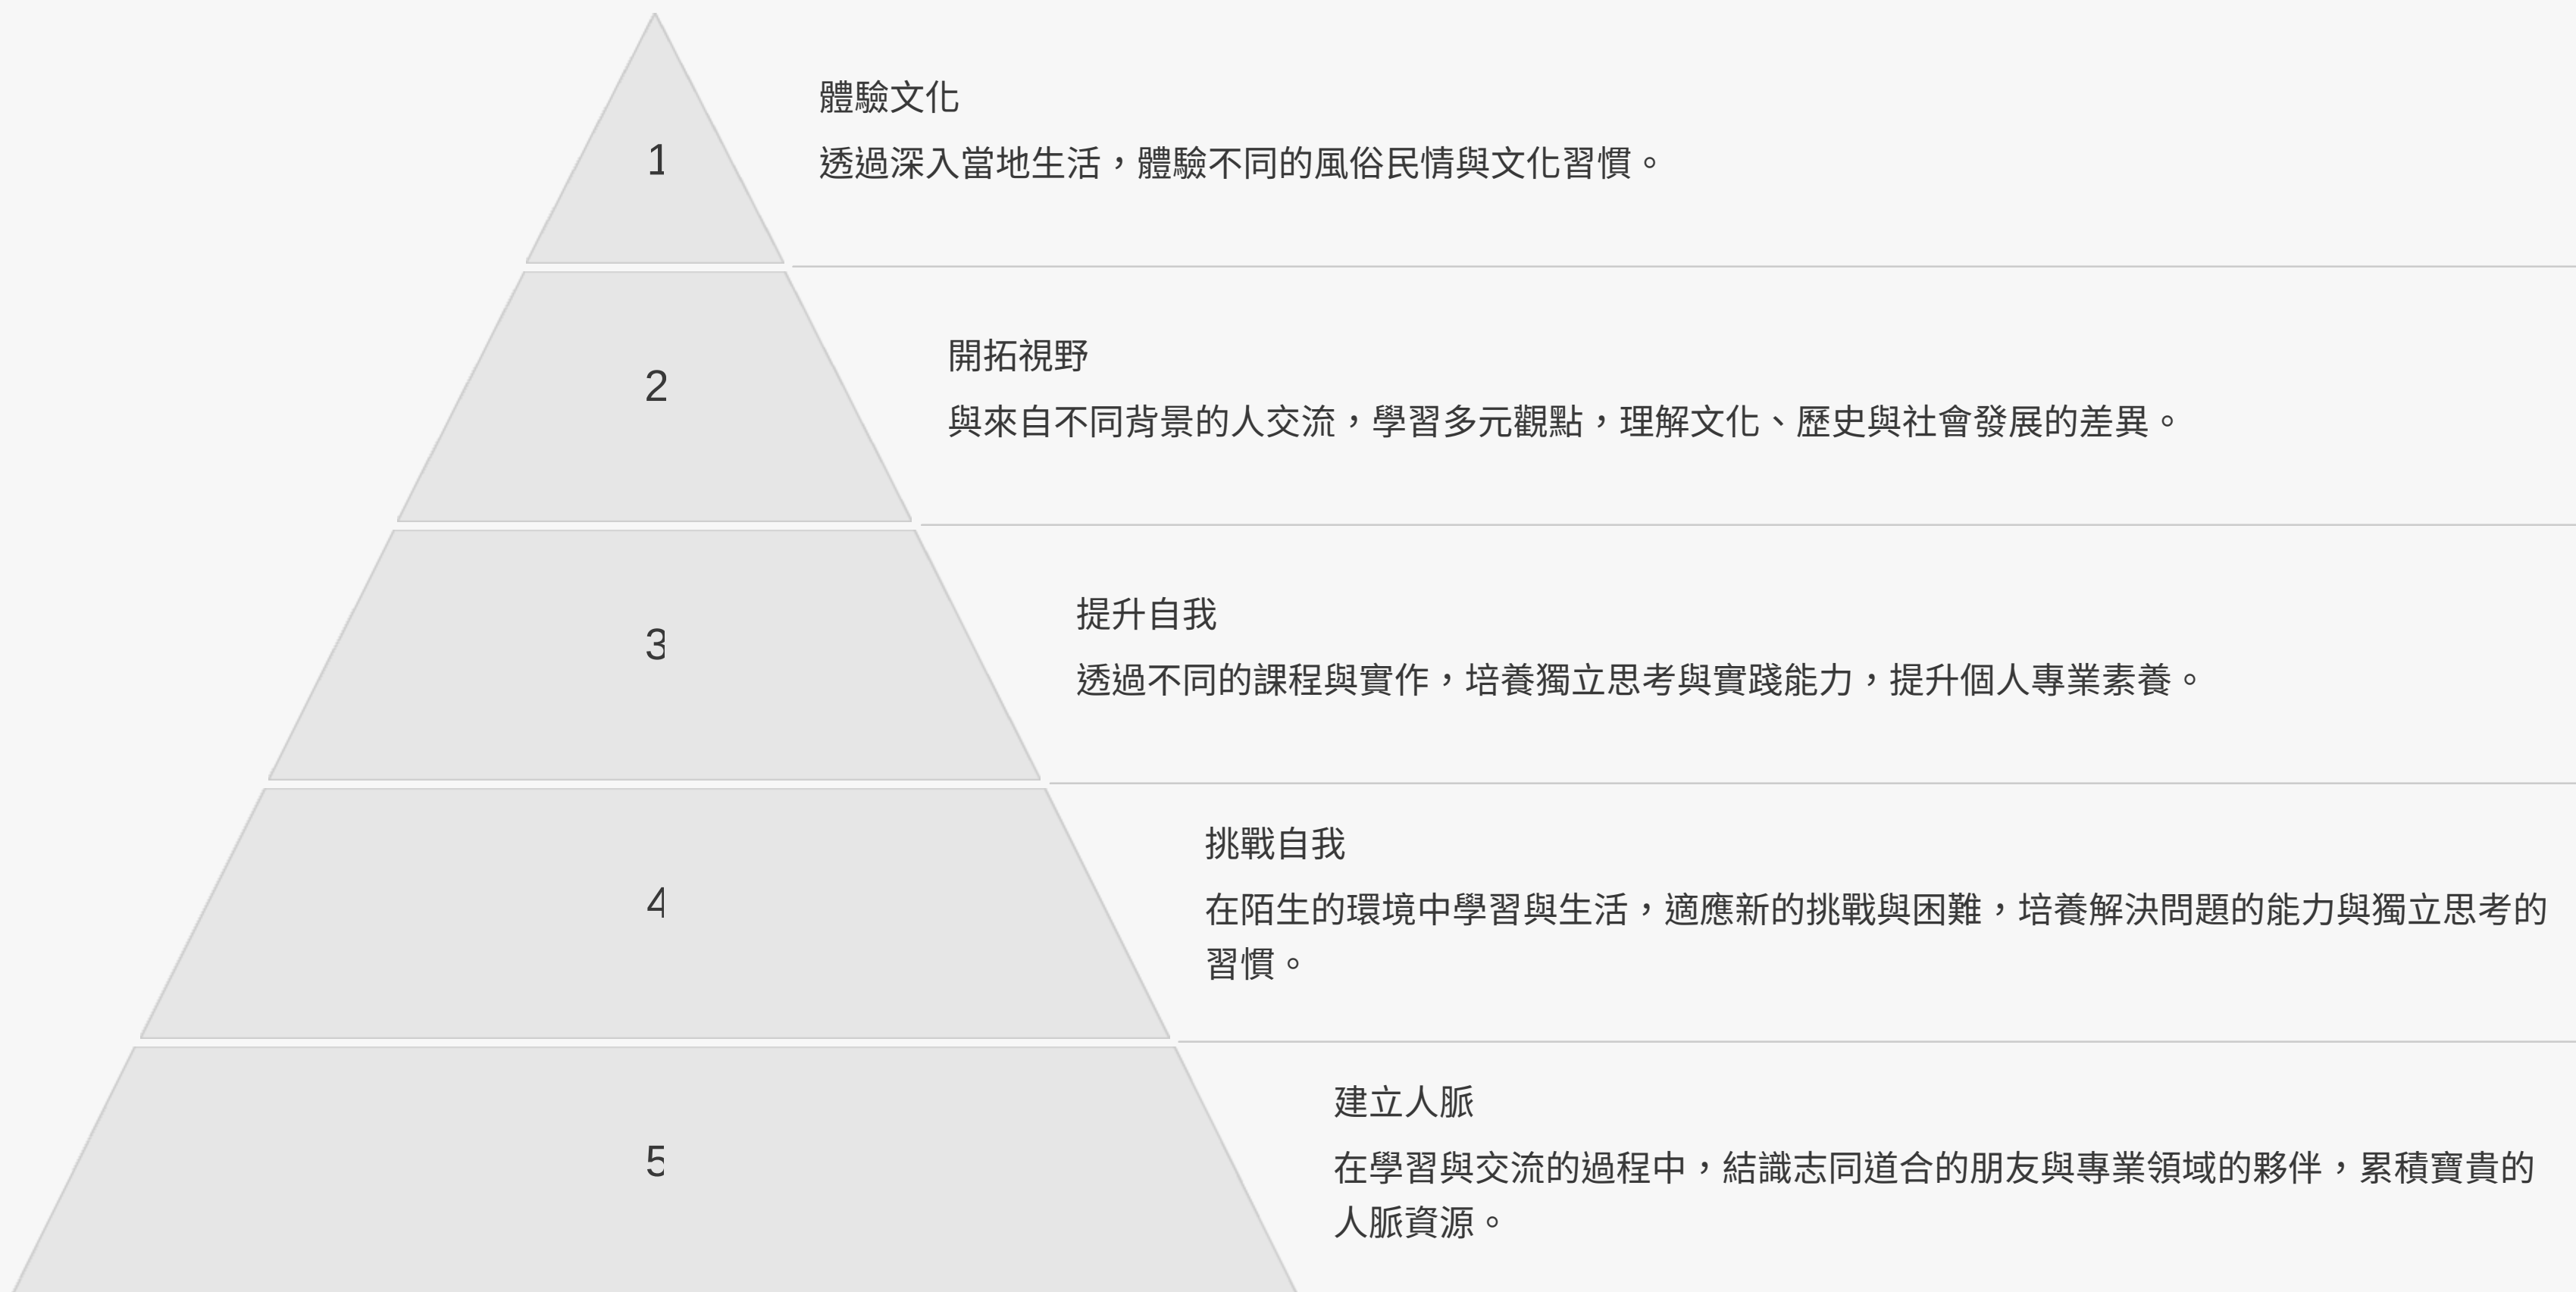 1
體驗文化
透過深入當地生活，體驗不同的風俗民情與文化習慣。
2
開拓視野
與來自不同背景的人交流，學習多元觀點，理解文化、歷史與社會發展的差異。
3
提升自我
透過不同的課程與實作，培養獨立思考與實踐能力，提升個人專業素養。
4
挑戰自我
在陌生的環境中學習與生活，適應新的挑戰與困難，培養解決問題的能力與獨立思考的
習慣。
5
建立人脈
在學習與交流的過程中，結識志同道合的朋友與專業領域的夥伴，累積寶貴的
人脈資源。